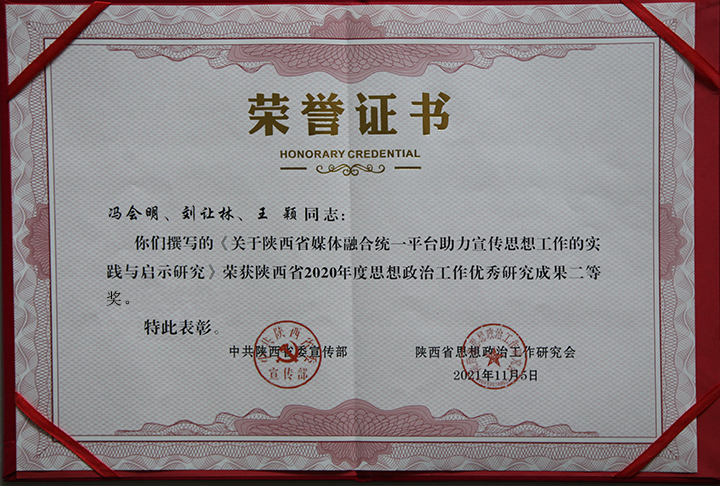 荣誉证书
HONORARY CREDENTIAL
冯会明、刘让林、王 颖同志：
你们撰写的《关于陕西省媒体融合统一平台助力宣传思想工作的实
践与启示研究》荣获陕西省2020年度思想政治工作优秀研究成果二等
奖。
特此表彰。
中共陕西省委宣传部
陕西省思想政治工作研究会
2021年11月5日
宣传部